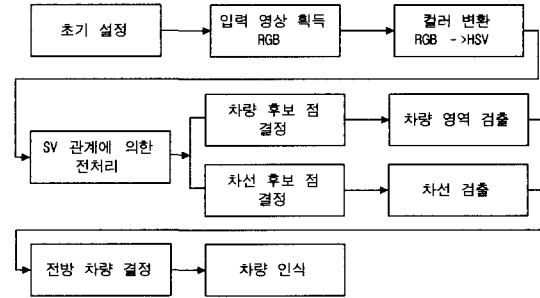 초기 설정
입력 영상 획득
RGB
컬러 변환
RGB ->HSV
SV 관계에 의한
전처리
차량 후보 점
결정
차량 영역 검출
차선 후보 점
결정
차선 검출
전방 차량 결정
차량 인식